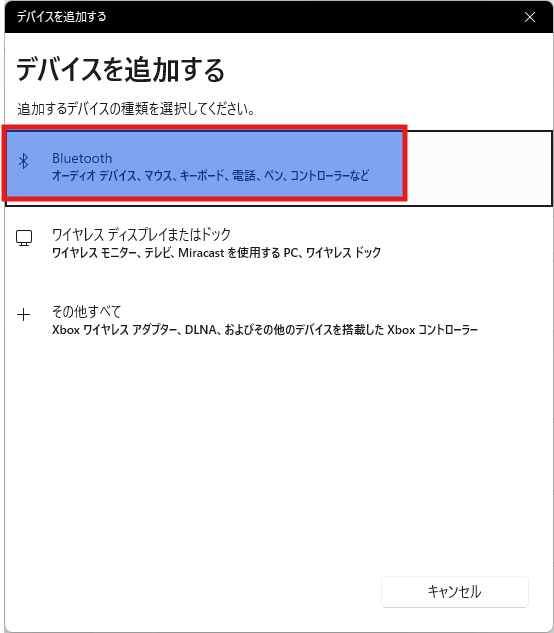 デバイスを追加する
デバイスを追加する
追加するデバイスの種類を選択してください。
Bluetooth
オーディオ デバイス、マウス、キーボード、電話、ペン、コントローラーなど
ワイヤレス ディスプレイまたはドック
ワイヤレス モニター、テレビ、Miracast を使用する PC、ワイヤレス ドック
その他すべて
Xbox ワイヤレス アダプター、DLNA、およびその他のデバイスを搭載した Xbox コントローラー
キャンセル